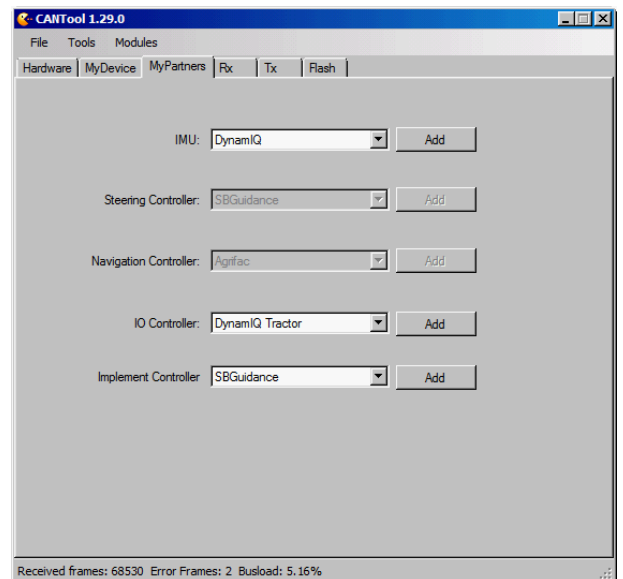 CANTool 1.29.0
File Tools Modules
Hardware MyDevice MyPartners Rx Tx Flash
IMU: DynamIQ Add
Steering Controller: SBGuidance Add
Navigation Controller: Agrifac Add
IO Controller: DynamIQ Tractor Add
Implement Controller SBGuidance Add
Received frames: 68530 Error Frames: 2 Busload: 5.16%